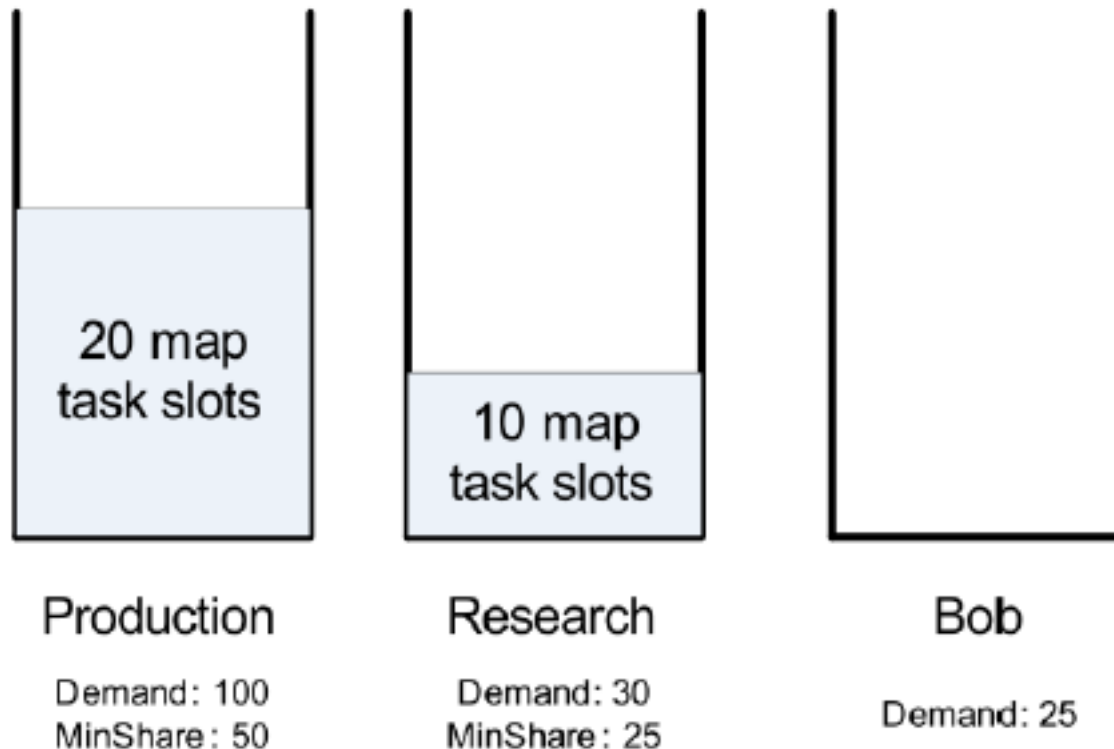 20 map
task slots
10 map
task slots
Production
Demand: 100
MinShare: 50
Research
Demand: 30
MinShare: 25
Bob
Demand: 25